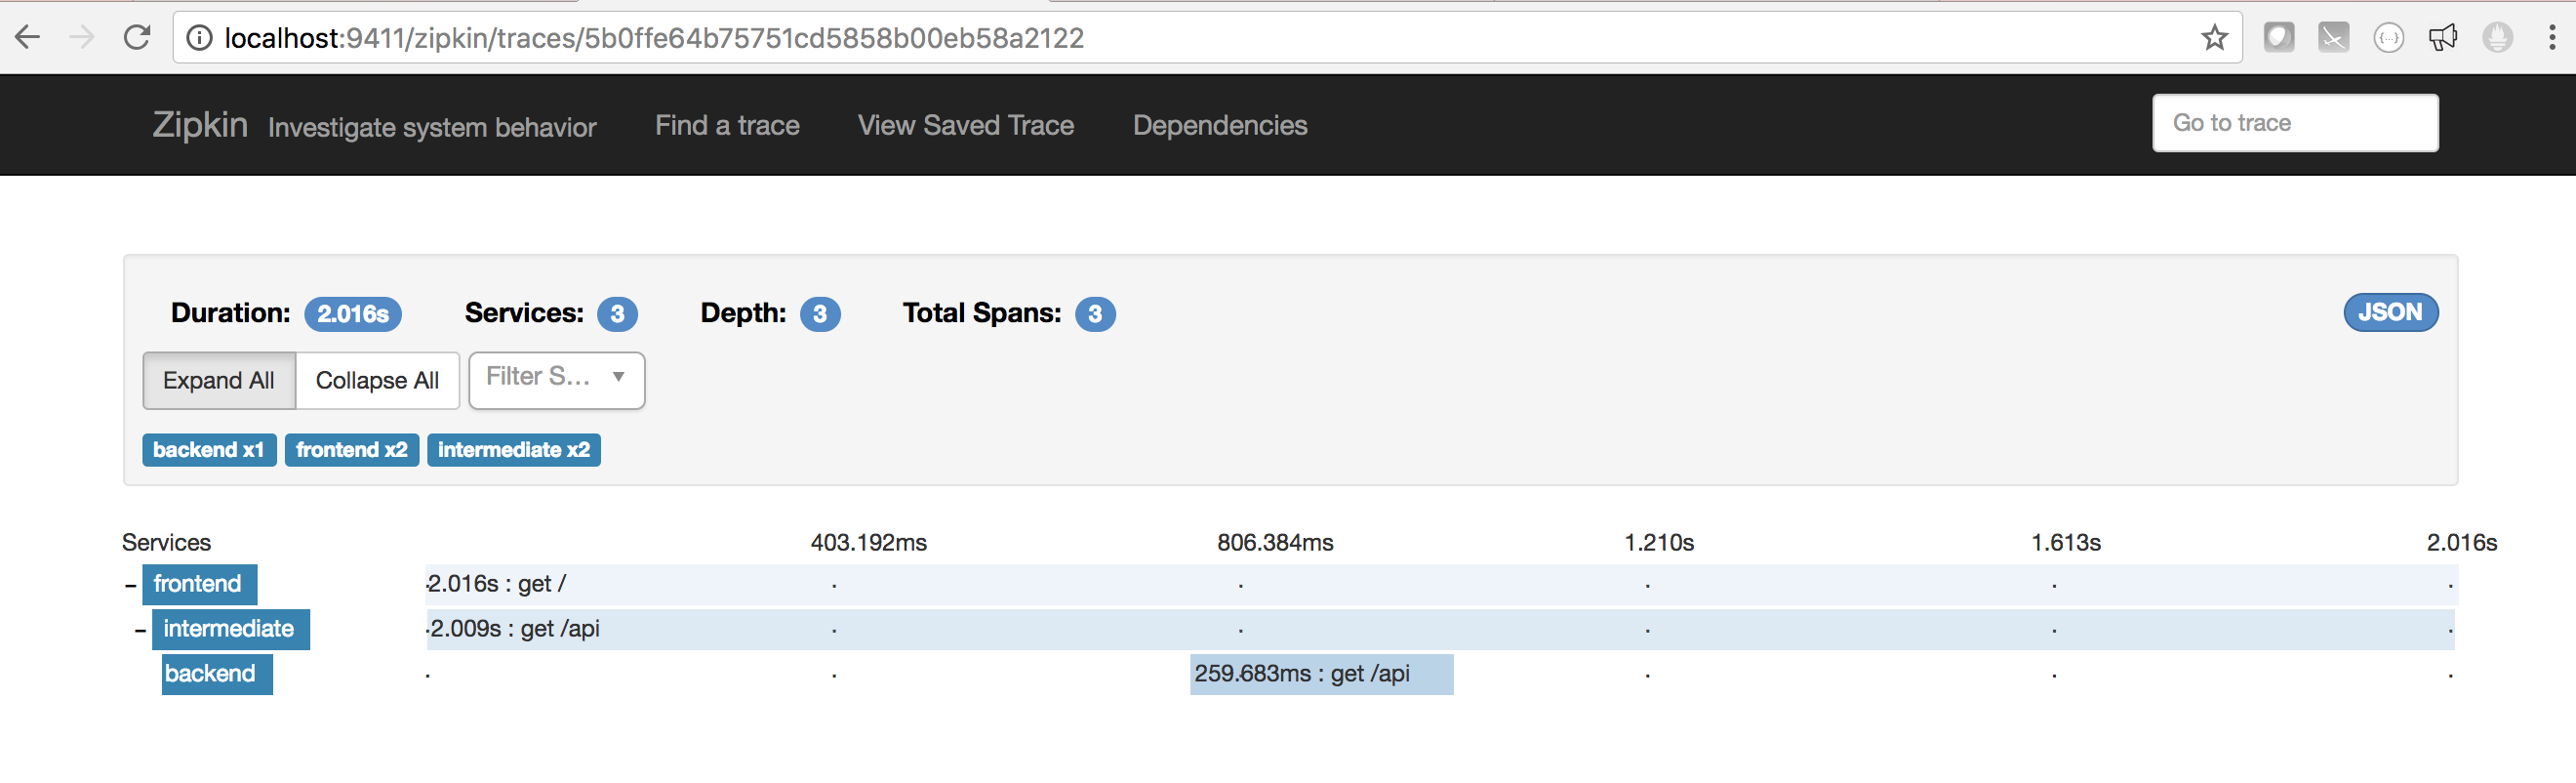 localhost:9411/zipkin/traces/5b0ffe64b75751cd5858b00eb58a2122
Zipkin Investigate system behavior Find a trace View Saved Trace Dependencies Go to trace
Duration: 2.016s Services: 3 Depth: 3 Total Spans: 3 JSON
Expand All Collapse All Filter S...
backend x1 frontend x2 intermediate x2
Services 403.192ms 806.384ms 1.210s 1.613s 2.016s
- frontend 2.016s : get /
- intermediate 2.009s : get /api
backend 259.683ms : get /api